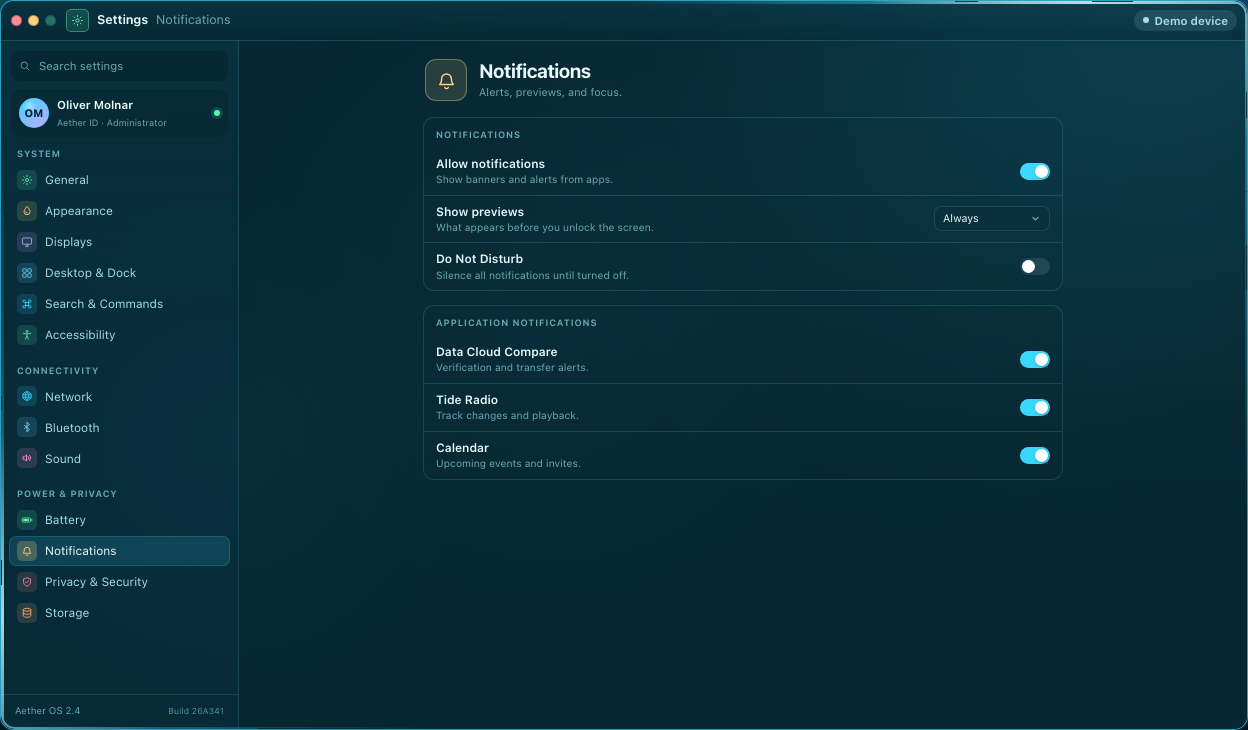 Settings Notifications
Demo device
Search settings
OM
Oliver Molnar
Aether ID · Administrator
SYSTEM
General
Appearance
Displays
Desktop & Dock
Search & Commands
Accessibility
CONNECTIVITY
Network
Bluetooth
Sound
POWER & PRIVACY
Battery
Notifications
Privacy & Security
Storage
Aether OS 2.4
Build 26A341
Notifications
Alerts, previews, and focus.
NOTIFICATIONS
Allow notifications
Show banners and alerts from apps.
Show previews
What appears before you unlock the screen.
Always
Do Not Disturb
Silence all notifications until turned off.
APPLICATION NOTIFICATIONS
Data Cloud Compare
Verification and transfer alerts.
Tide Radio
Track changes and playback.
Calendar
Upcoming events and invites.